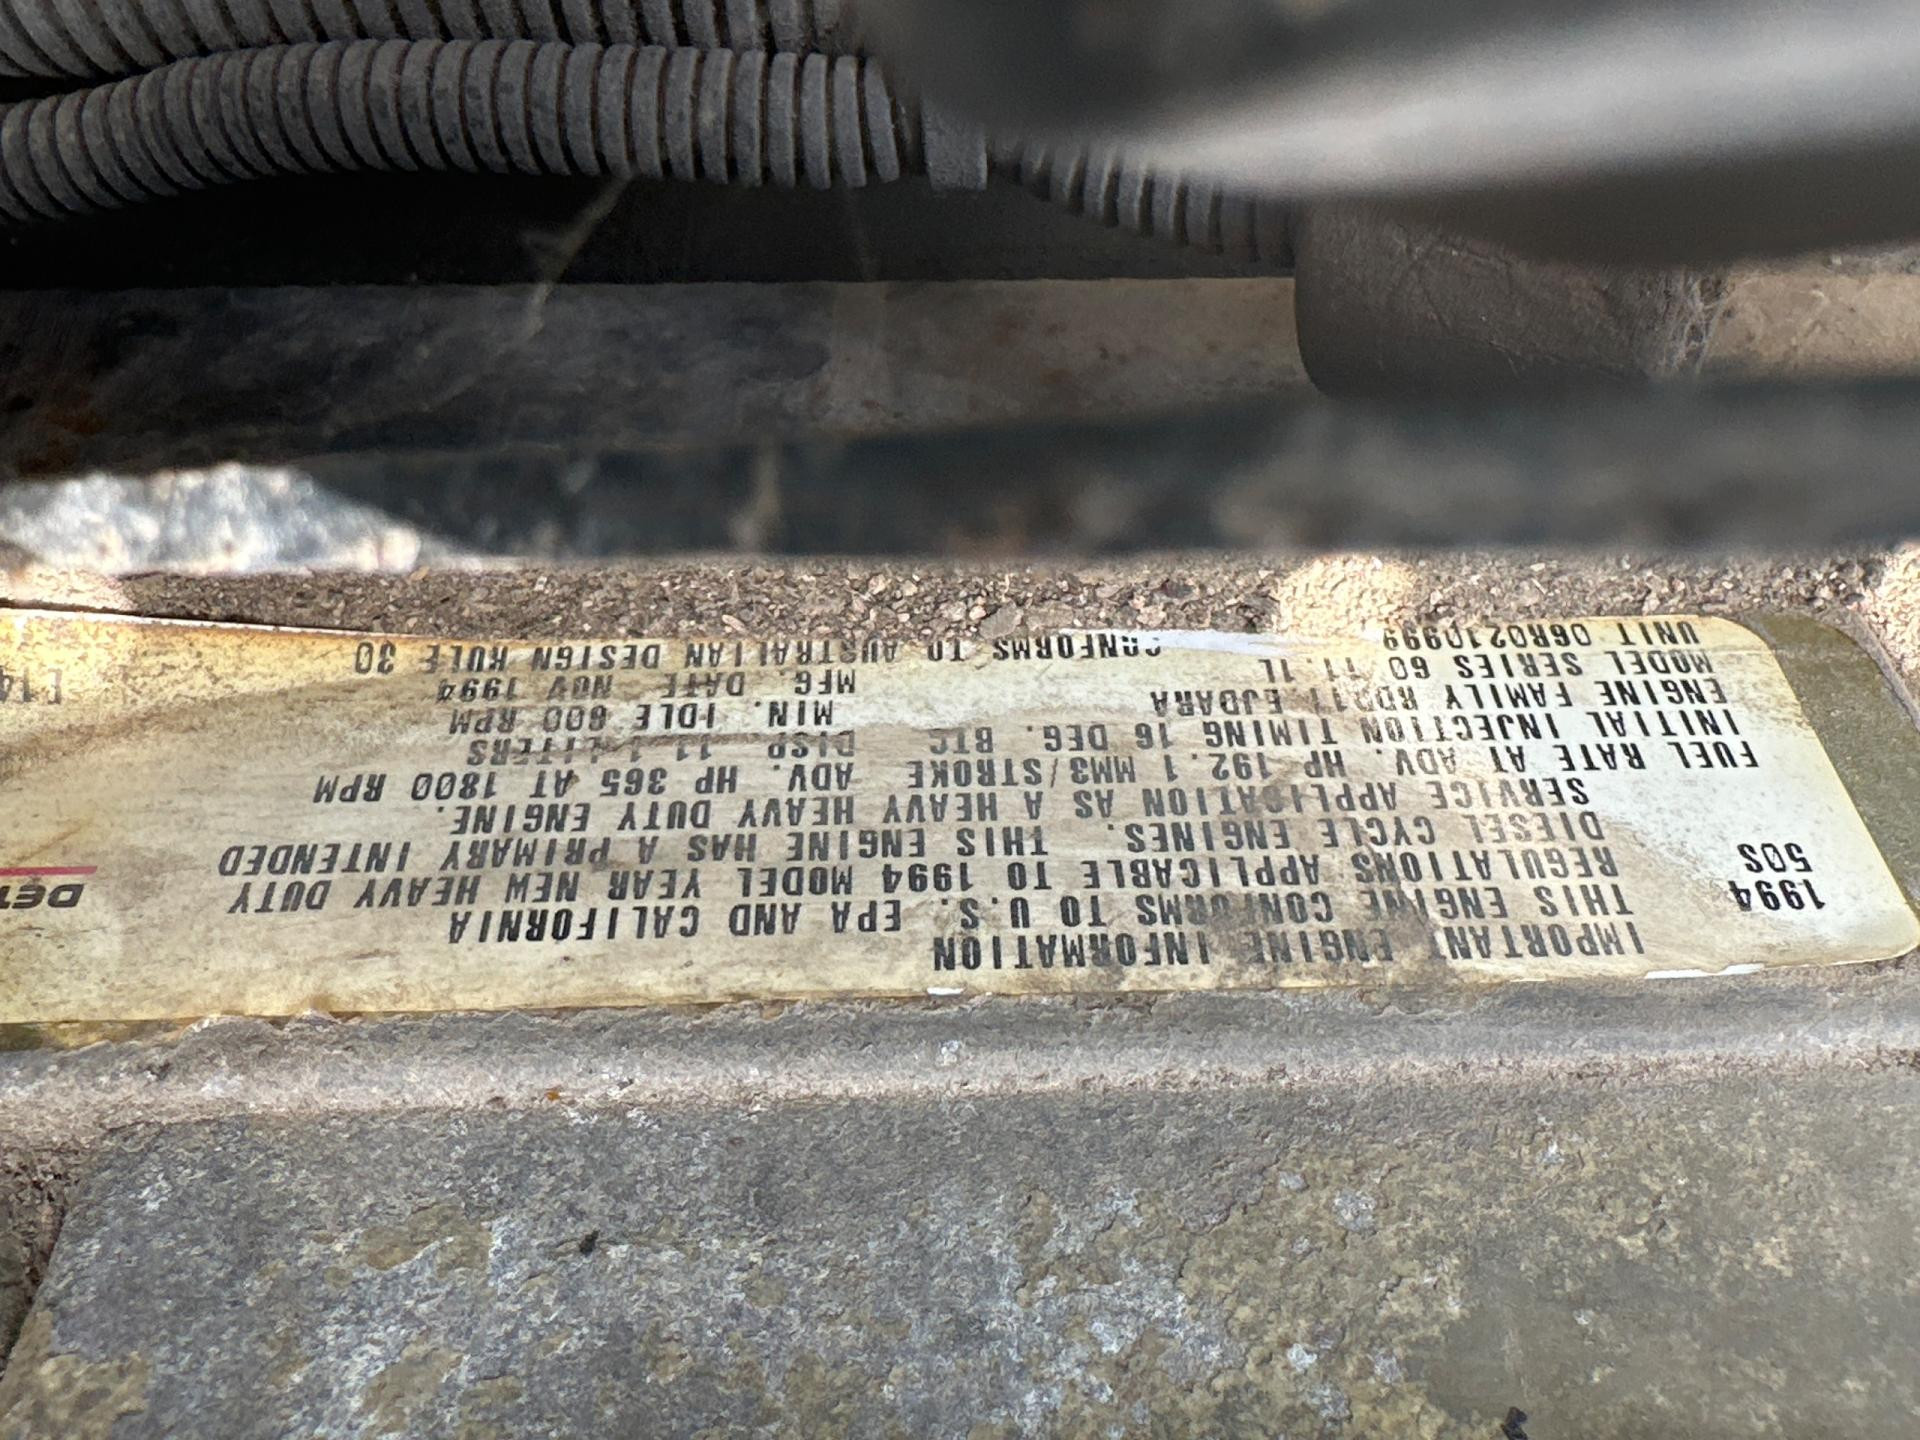 1994
50S
IMPORTANT ENGINE INFORMATION
THIS ENGINE CONFORMS TO U.S. EPA AND CALIFORNIA
REGULATIONS APPLICABLE TO 1994 MODEL YEAR NEW HEAVY DUTY
DIESEL CYCLE ENGINES. THIS ENGINE HAS A PRIMARY INTENDED
SERVICE APPLICATION AS A HEAVY HEAVY DUTY ENGINE.
FUEL RATE AT ADV. HP 192.1 MM3/STROKE ADV. HP 365 AT 1800 RPM
INITIAL INJECTION TIMING 16 DEG. BTC DISP 11.1 LITERS
ENGINE FAMILY RDD11.EJDARA MIN. IDLE 600 RPM
MODEL SERIES 60 11.1L MFG. DATE NOV 1994
UNIT 06R0210999 CONFORMS TO AUSTRALIAN DESIGN RULE 30
DET